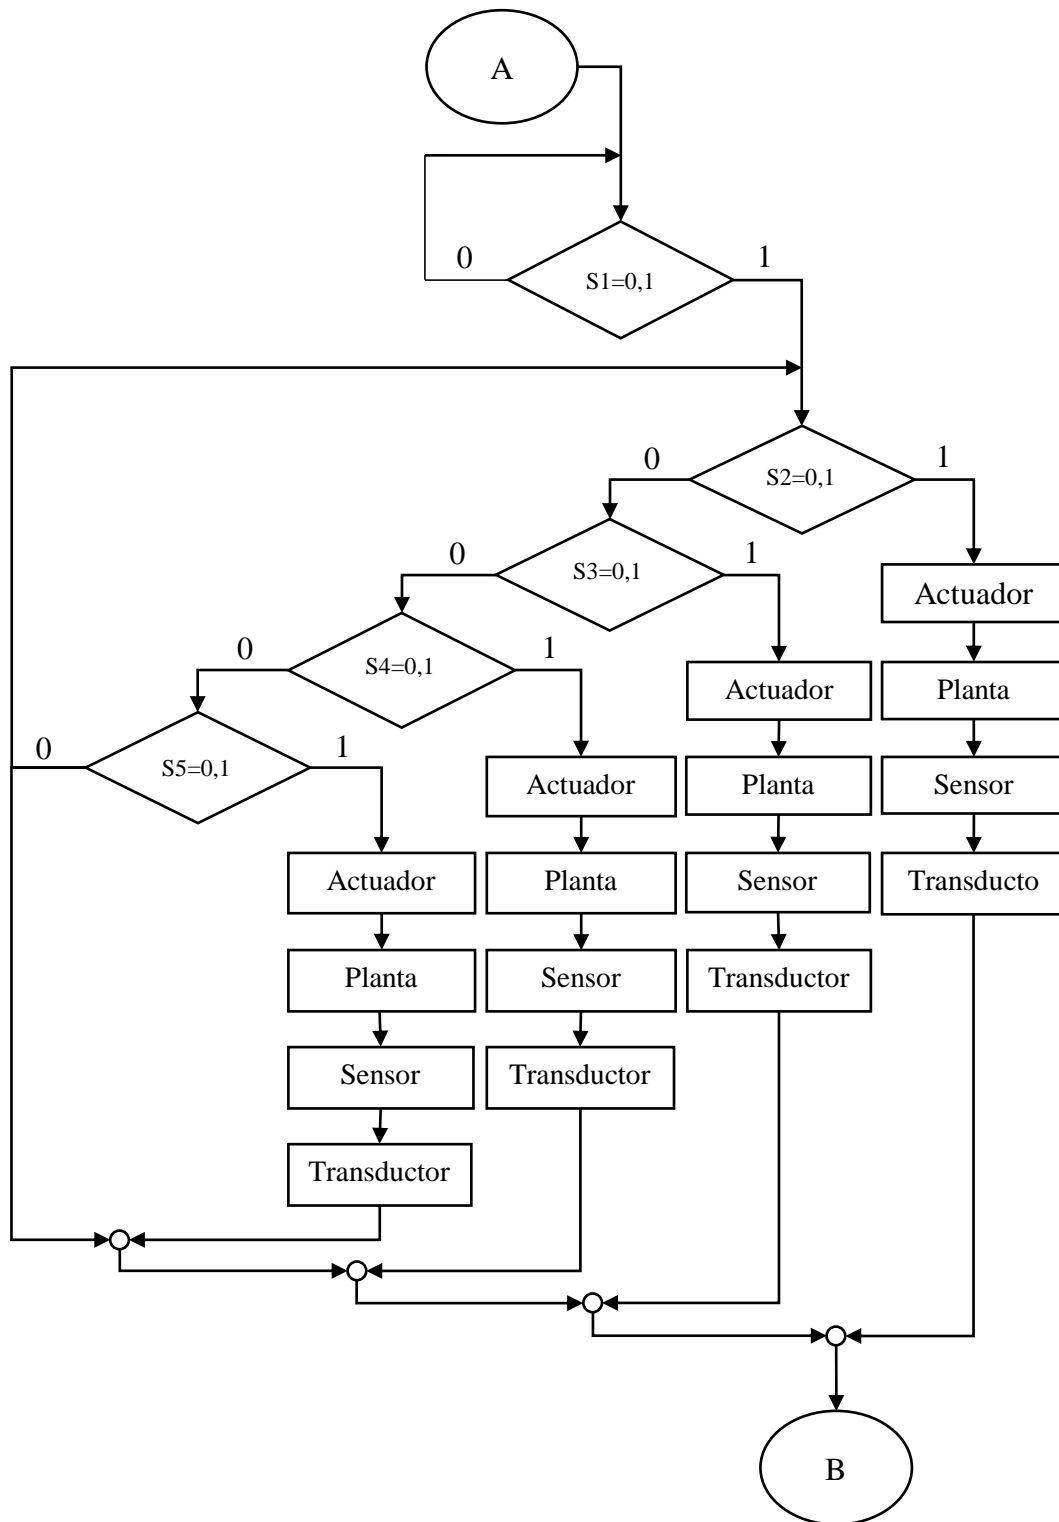 A
0
1
S1=0,1
0
1
S2=0,1
0
1
S3=0,1
Actuador
0
1
S4=0,1
Actuador
Planta
0
1
S5=0,1
Actuador
Planta
Sensor
Actuador
Planta
Sensor
Transducto
Planta
Sensor
Transductor
Sensor
Transductor
Transductor
B